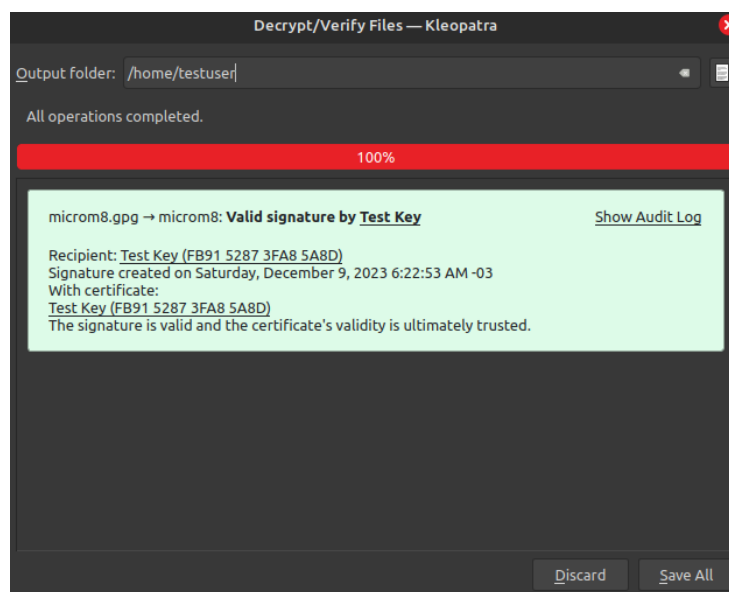 Decrypt/Verify Files — Kleopatra
Output folder: /home/testuser
All operations completed.
100%
microm8.gpg → microm8: Valid signature by Test Key Show Audit Log
Recipient: Test Key (FB91 5287 3FA8 5A8D)
Signature created on Saturday, December 9, 2023 6:22:53 AM -03
With certificate:
Test Key (FB91 5287 3FA8 5A8D)
The signature is valid and the certificate's validity is ultimately trusted.
Discard Save All